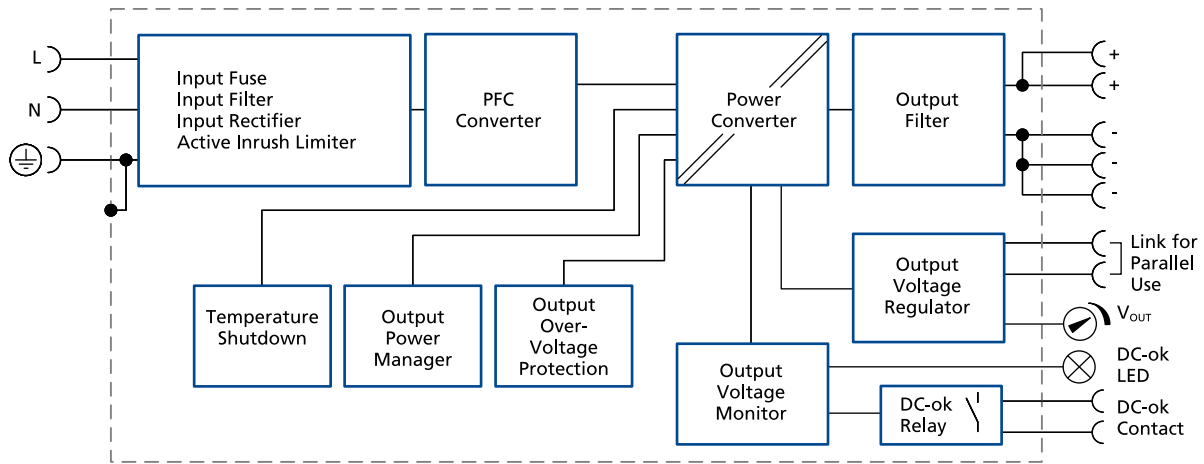 L
N
Input Fuse
Input Filter
Input Rectifier
Active Inrush Limiter
PFC
Converter
Power
Converter
Output
Filter
+
+
-
-
-
Temperature
Shutdown
Output
Power
Manager
Output
Over-
Voltage
Protection
Output
Voltage
Regulator
Link for
Parallel
Use
VOUT
Output
Voltage
Monitor
DC-ok
LED
DC-ok
Relay
DC-ok
Contact